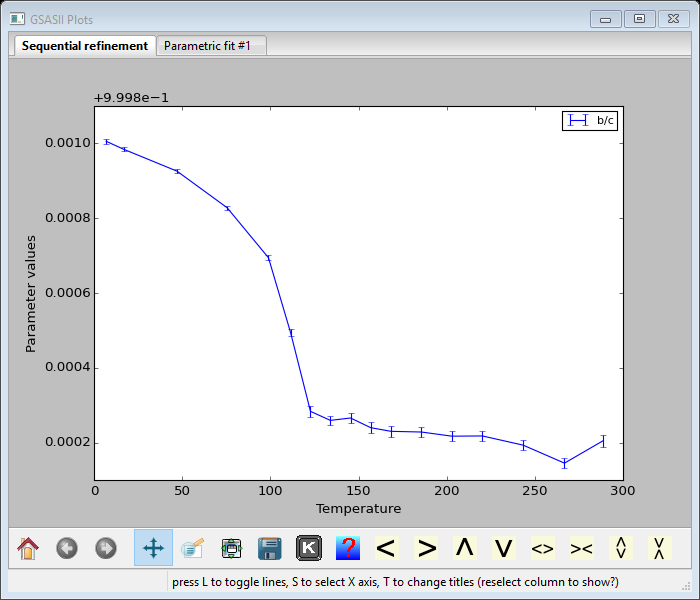 GSASII Plots
Sequential refinement Parametric fit #1
+9.998e−1
b/c
0.0010
0.0008
0.0006
0.0004
0.0002
Parameter values
0 50 100 150 200 250 300
Temperature
K ? < > Λ V <> >< 
press L to toggle lines, S to select X axis, T to change titles (reselect column to show?)